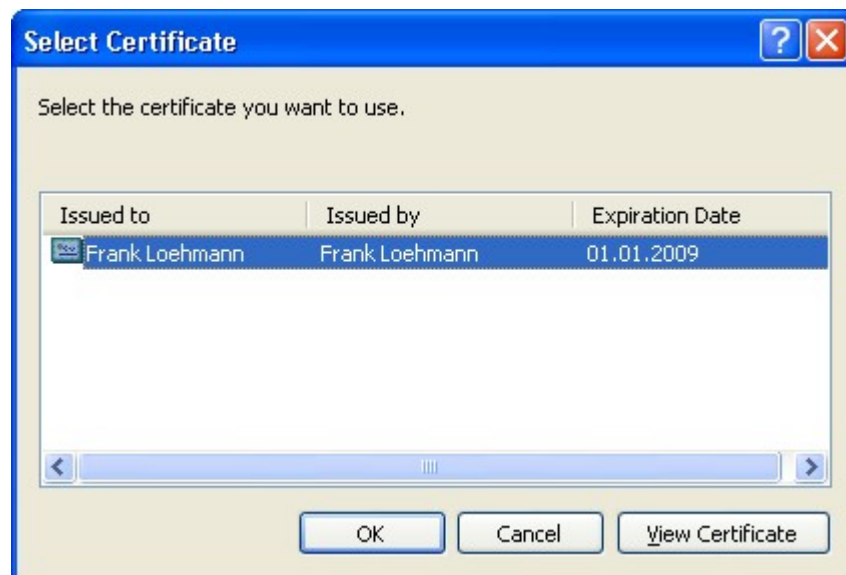 Select Certificate
Select the certificate you want to use.
Issued to Issued by Expiration Date
Frank Loehmann Frank Loehmann 01.01.2009
OK Cancel View Certificate